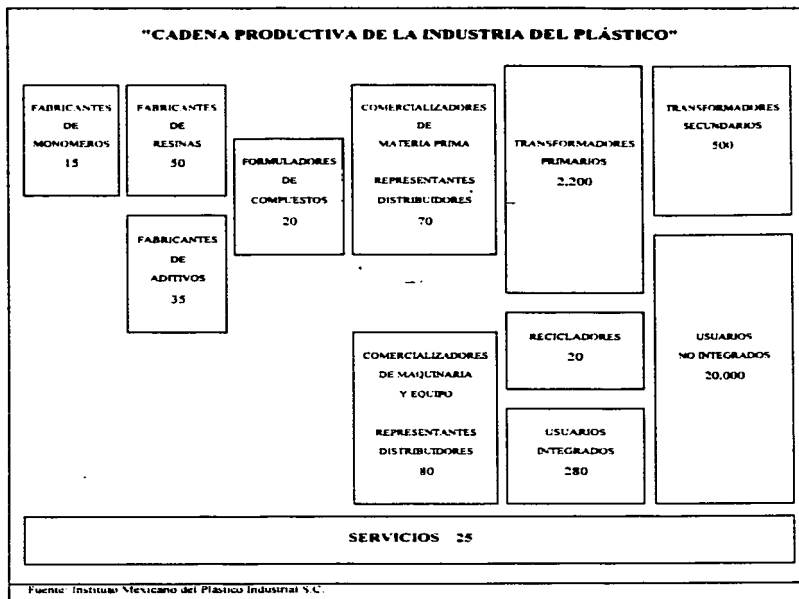 "CADENA PRODUCTIVA DE LA INDUSTRIA DEL PLÁSTICO"
FABRICANTES
DE
MONOMEROS
15
FABRICANTES
DE
RESINAS
50
FABRICANTES
DE
ADITIVOS
35
FORMULADORES
DE
COMPUESTOS
20
COMERCIALIZADORES
DE
MATERIA PRIMA
REPRESENTANTES
DISTRIBUIDORES
70
COMERCIALIZADORES
DE MAQUINARIA
Y EQUIPO
REPRESENTANTES
DISTRIBUIDORES
80
TRANSFORMADORES
PRIMARIOS
2,200
RECICLADORES
20
USUARIOS
INTEGRADOS
280
TRANSFORMADORES
SECUNDARIOS
500
USUARIOS
NO INTEGRADOS
20,000
SERVICIOS 25
Fuente: Instituto Mexicano del Plástico Industrial S.C.